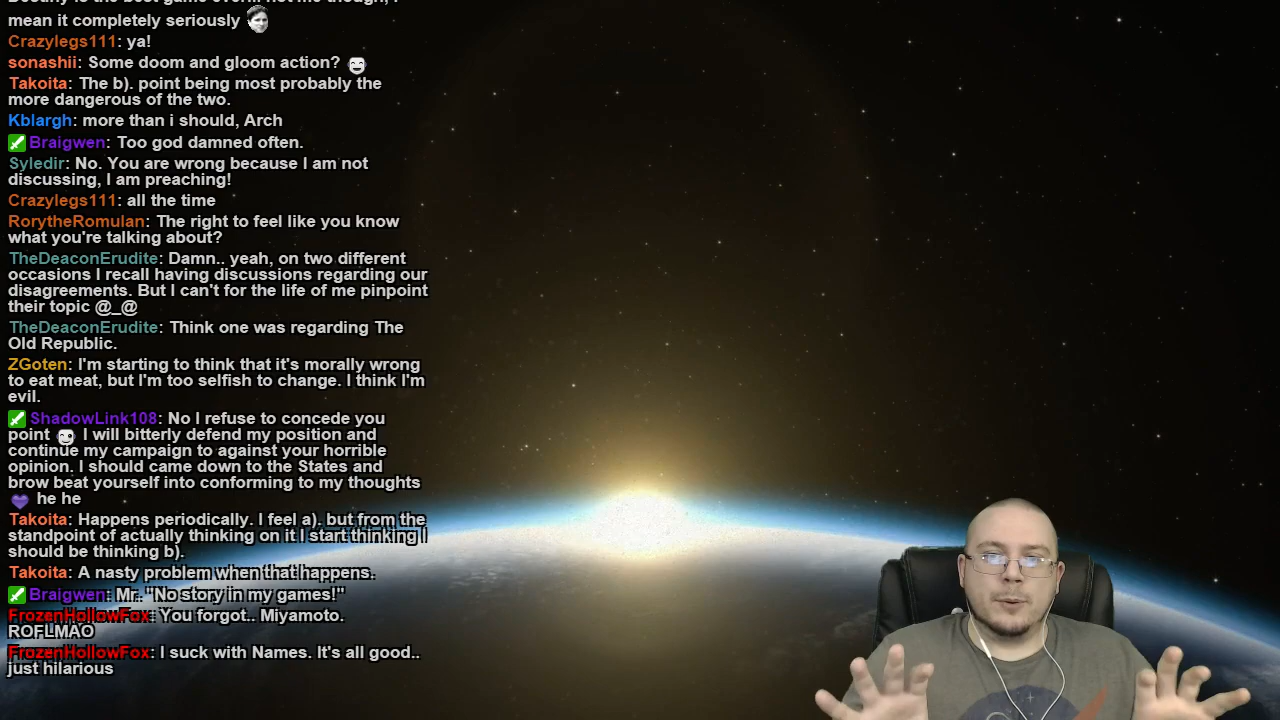 mean it completely seriously
Crazylegs111: ya!
sonashii: Some doom and gloom action?
Takoita: The b). point being most probably the
more dangerous of the two.
Kblargh: more than i should, Arch
Braigwen: Too god damned often.
Syledir: No. You are wrong because I am not
discussing, I am preaching!
Crazylegs111: all the time
RorytheRomulan: The right to feel like you know
what you're talking about?
TheDeaconErudite: Damn.. yeah, on two different
occasions I recall having discussions regarding our
disagreements. But I can't for the life of me pinpoint
their topic @_@
TheDeaconErudite: Think one was regarding The
Old Republic.
ZGoten: I'm starting to think that it's morally wrong
to eat meat, but I'm too selfish to change. I think I'm
evil.
ShadowLink108: No I refuse to concede you
point I will bitterly defend my position and
continue my campaign to against your horrible
opinion. I should came down to the States and
brow beat yourself into conforming to my thoughts
he he
Takoita: Happens periodically. I feel a). but from the
standpoint of actually thinking on it I start thinking I
should be thinking b).
Takoita: A nasty problem when that happens.
Braigwen: Mr. "No story in my games!"
FrozenHollowFox: You forgot.. Miyamoto.
ROFLMAO
FrozenHollowFox: I suck with Names. It's all good..
just hilarious